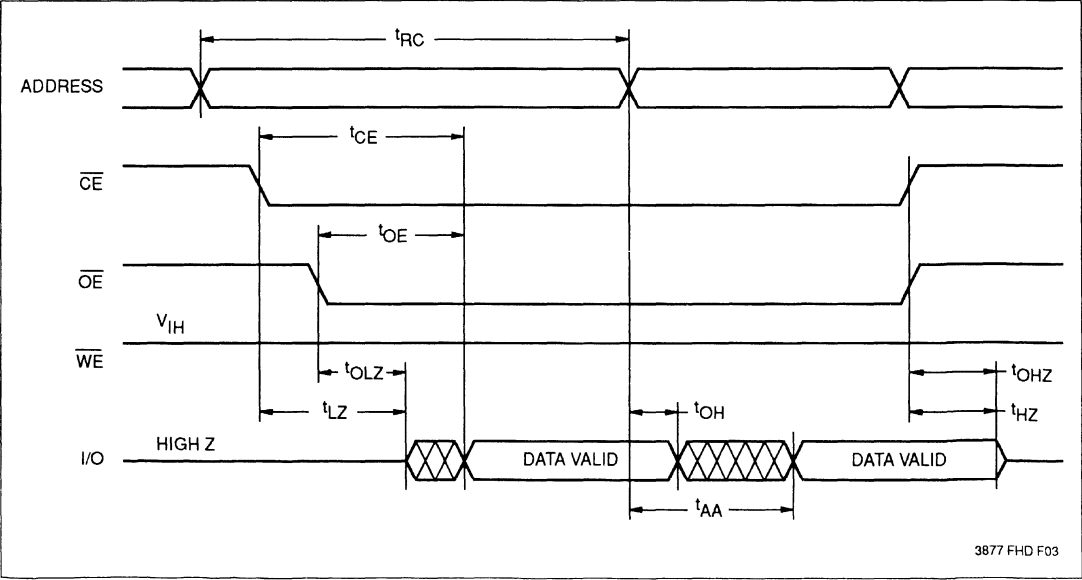 tRC
ADDRESS
tCE
CE
tOE
OE
VIH
WE
tOLZ
tOHZ
tLZ
tOH
tHZ
HIGH Z
I/O
DATA VALID
DATA VALID
tAA
3877 FHD F03